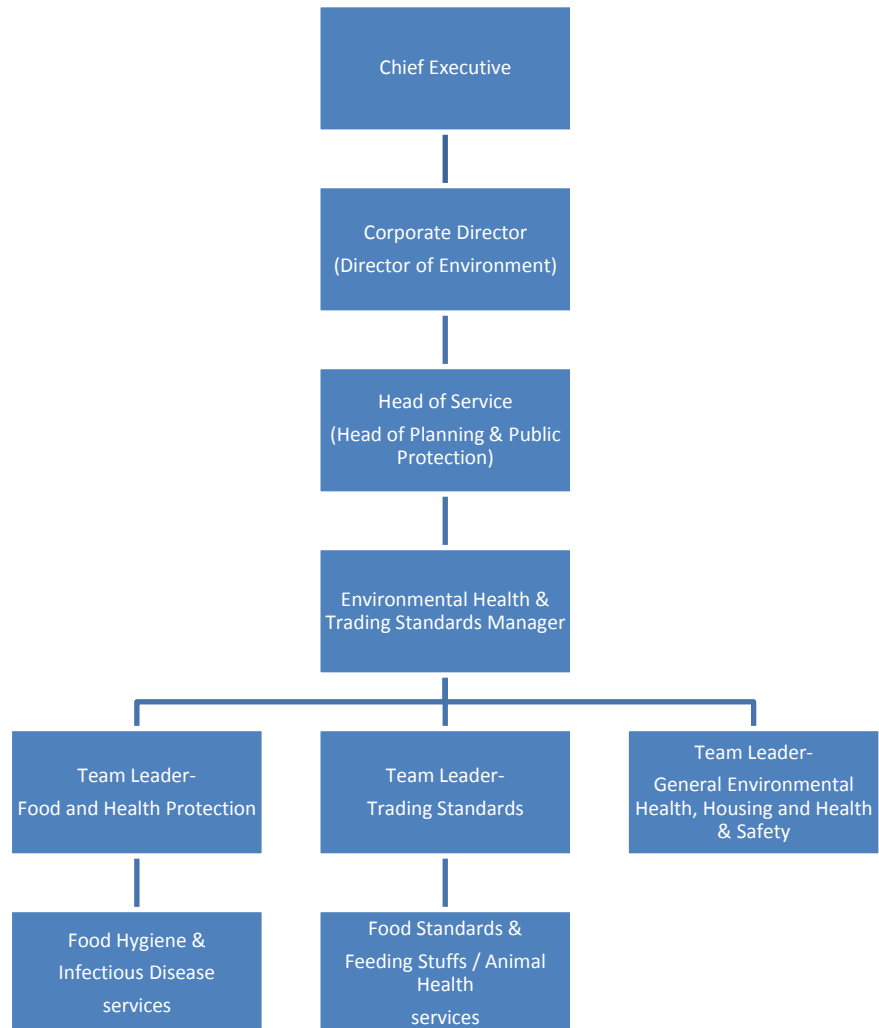 Chief Executive
Corporate Director
(Director of Environment)
Head of Service
(Head of Planning & Public
Protection)
Environmental Health &
Trading Standards Manager
Team Leader-
Food and Health Protection
Team Leader-
Trading Standards
Team Leader-
General Environmental
Health, Housing and Health
& Safety
Food Hygiene &
Infectious Disease
services
Food Standards &
Feeding Stuffs / Animal
Health
services